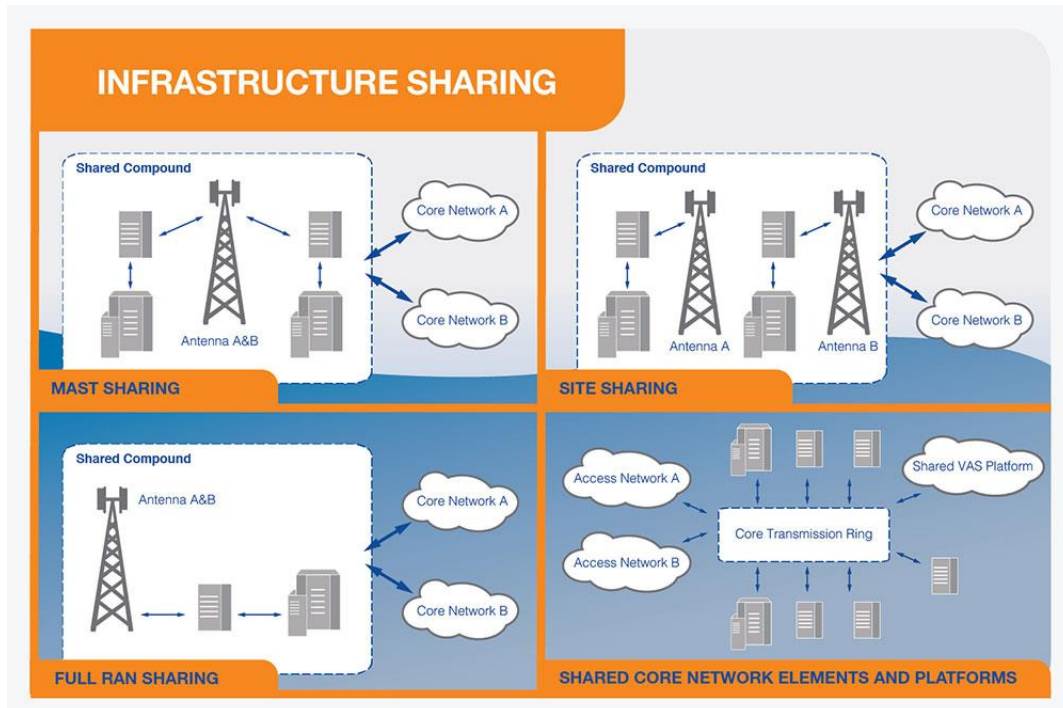 INFRASTRUCTURE SHARING
Shared Compound
Core Network A
Core Network B
Antenna A&B
MAST SHARING
Shared Compound
Core Network A
Core Network B
Antenna A
Antenna B
SITE SHARING
Shared Compound
Antenna A&B
Core Network A
Core Network B
FULL RAN SHARING
Access Network A
Shared VAS Platform
Core Transmission Ring
Access Network B
SHARED CORE NETWORK ELEMENTS AND PLATFORMS